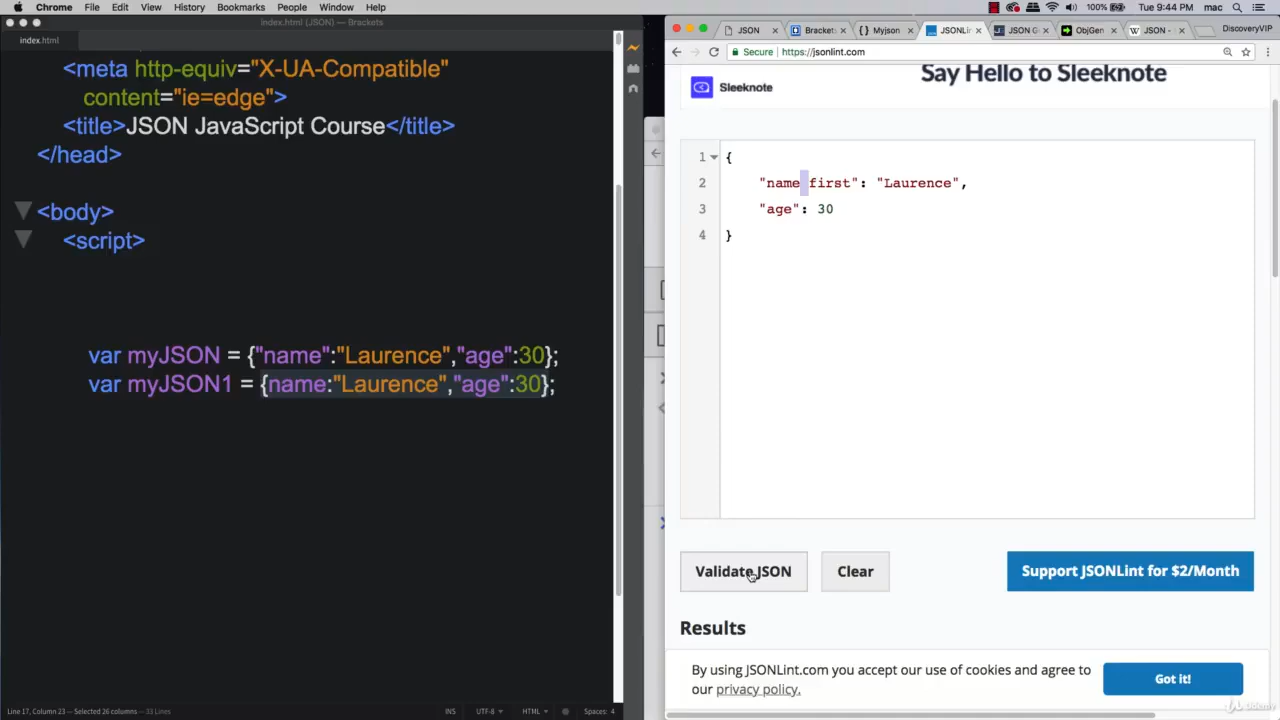 Chrome File Edit View History Bookmarks People Window Help 100% Tue 9:44 PM mac
index.html (JSON) — Brackets
index.html
<meta http-equiv="X-UA-Compatible"
content="ie=edge">
<title>JSON JavaScript Course</title>
</head>
<body>
<script>
var myJSON = {"name":"Laurence","age":30};
var myJSON1 = {name:"Laurence","age":30};
Line 17, Column 23 — Selected 26 columns — 33 Lines INS UTF-8 HTML Spaces: 4
JSON Brackets Myjson JSONLin JSON G ObjGen JSON - DiscoveryVIP
Secure https://jsonlint.com
Sleeknote
Say Hello to Sleeknote
1 {
2 "name first": "Laurence",
3 "age": 30
4 }
Validate JSON Clear Support JSONLint for $2/Month
Results
By using JSONLint.com you accept our use of cookies and agree to
our privacy policy.
Got it!
Udemy